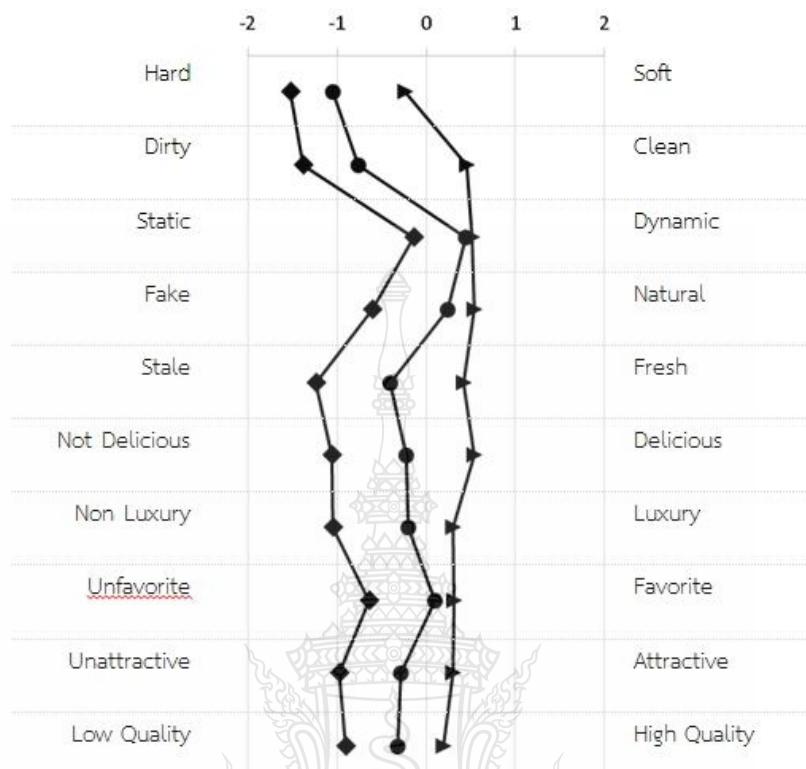 -2 -1 0 1 2
Hard Soft
Dirty Clean
Static Dynamic
Fake Natural
Stale Fresh
Not Delicious Delicious
Non Luxury Luxury
Unfavorite Favorite
Unattractive Attractive
Low Quality High Quality